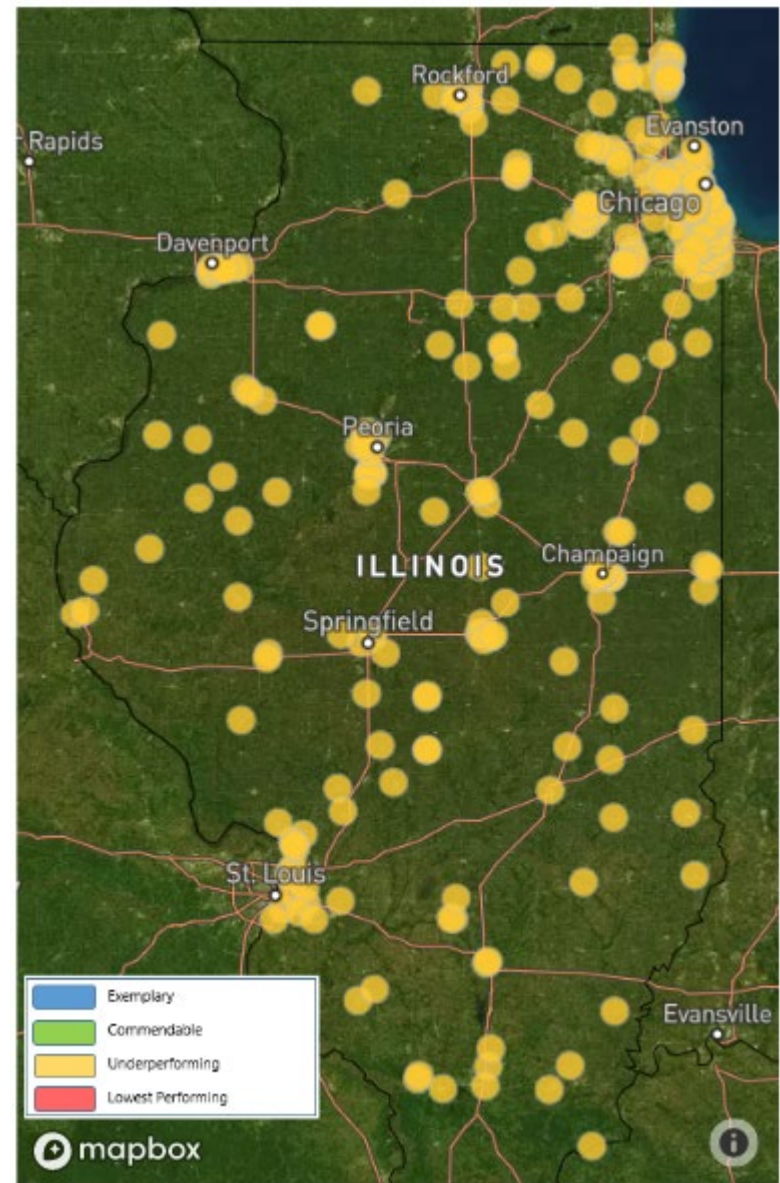 Rockford
Evanston
Rapids
Chicago
Davenport
Peoria
ILLINOIS
Champaign
Springfield
St. Louis
Evansville
Exemplary
Commendable
Underperforming
Lowest Performing
mapbox
i